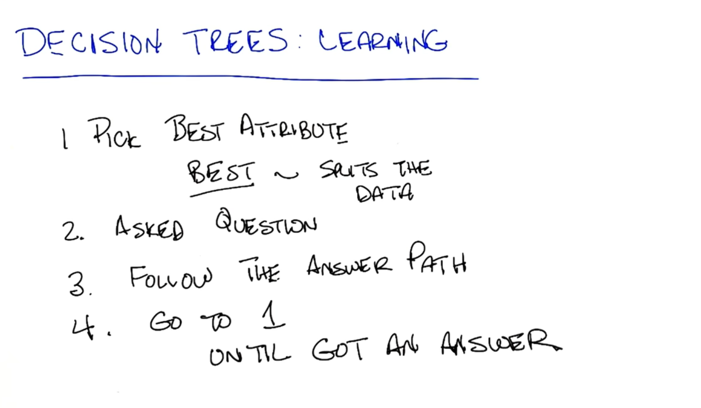 DECISION TREES: LEARNING
1 PICK BEST ATTRIBUTE
BEST ~ SPLITS THE
DATA
2. ASKED QUESTION
3. FOLLOW THE ANSWER PATH
4. GO TO 1
UNTIL GOT AN ANSWER